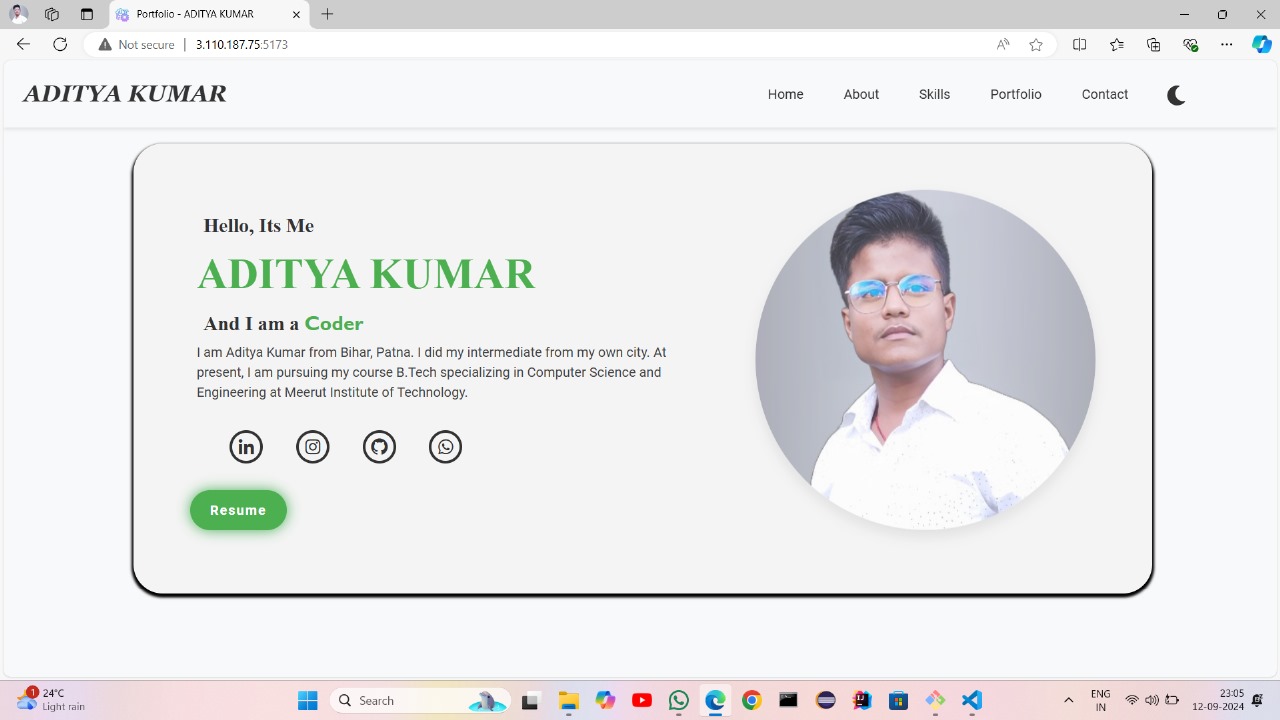 Portfolio - ADITYA KUMAR
Not secure | 3.110.187.75:5173
ADITYA KUMAR
Home About Skills Portfolio Contact
Hello, Its Me
ADITYA KUMAR
And I am a Coder
I am Aditya Kumar from Bihar, Patna. I did my intermediate from my own city. At
present, I am pursuing my course B.Tech specializing in Computer Science and
Engineering at Meerut Institute of Technology.
Resume
1
24°C
Light rain
Search
ENG
IN
23:05
12-09-2024